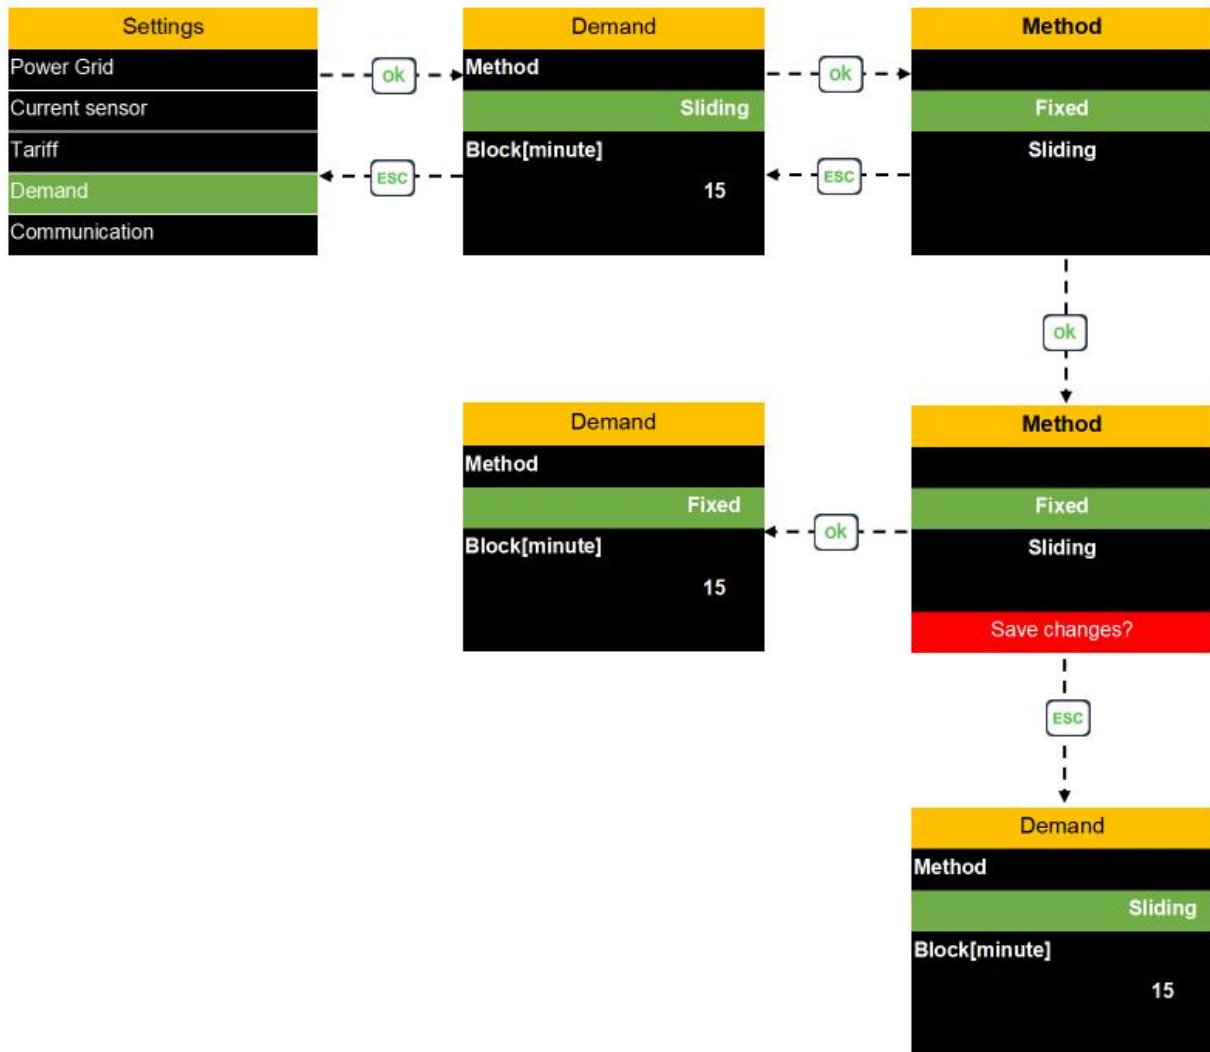 Settings
Power Grid
Current sensor
Tariff
Demand
Communication
ok
ESC
Demand
Method
Sliding
Block[minute]
15
ok
ESC
Method
Fixed
Sliding
ok
Demand
Method
Fixed
Block[minute]
15
ok
Method
Fixed
Sliding
Save changes?
ESC
Demand
Method
Sliding
Block[minute]
15